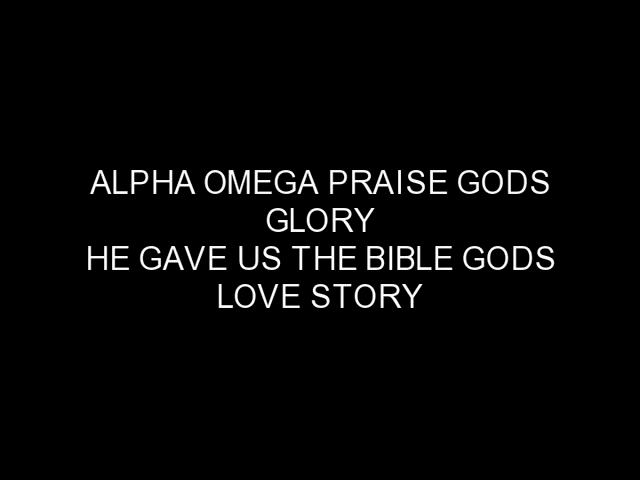 ALPHA OMEGA PRAISE GODS
GLORY
HE GAVE US THE BIBLE GODS
LOVE STORY